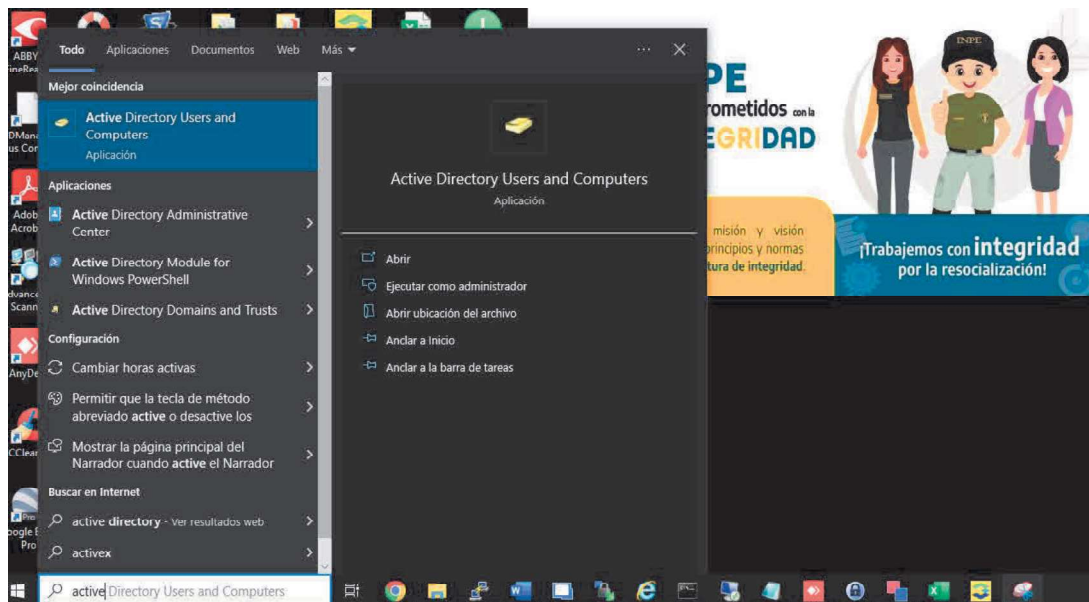 ABBY
Todo Aplicaciones Documentos Web Más
Mejor coincidencia
Active Directory Users and
Computers
Aplicación
Aplicaciones
Active Directory Administrative
Center
Active Directory Module for
Windows PowerShell
Active Directory Domains and Trusts
Configuración
Cambiar horas activas
Permitir que la tecla de método
abreviado active o desactive los
Mostrar la página principal del
Narrador cuando active el Narrador
Buscar en Internet
active directory - Ver resultados web
activex
active Directory Users and Computers
Active Directory Users and Computers
Aplicación
Abrir
Ejecutar como administrador
Abrir ubicación del archivo
Anclar a Inicio
Anclar a la barra de tareas
Adob
Acrob
Scann
AnyDe
CClear
Pro
PE
rometidos con la
EGRIDAD
INPE
misión y visión
principios y normas
tura de integridad.
¡Trabajemos con integridad
por la resocialización!